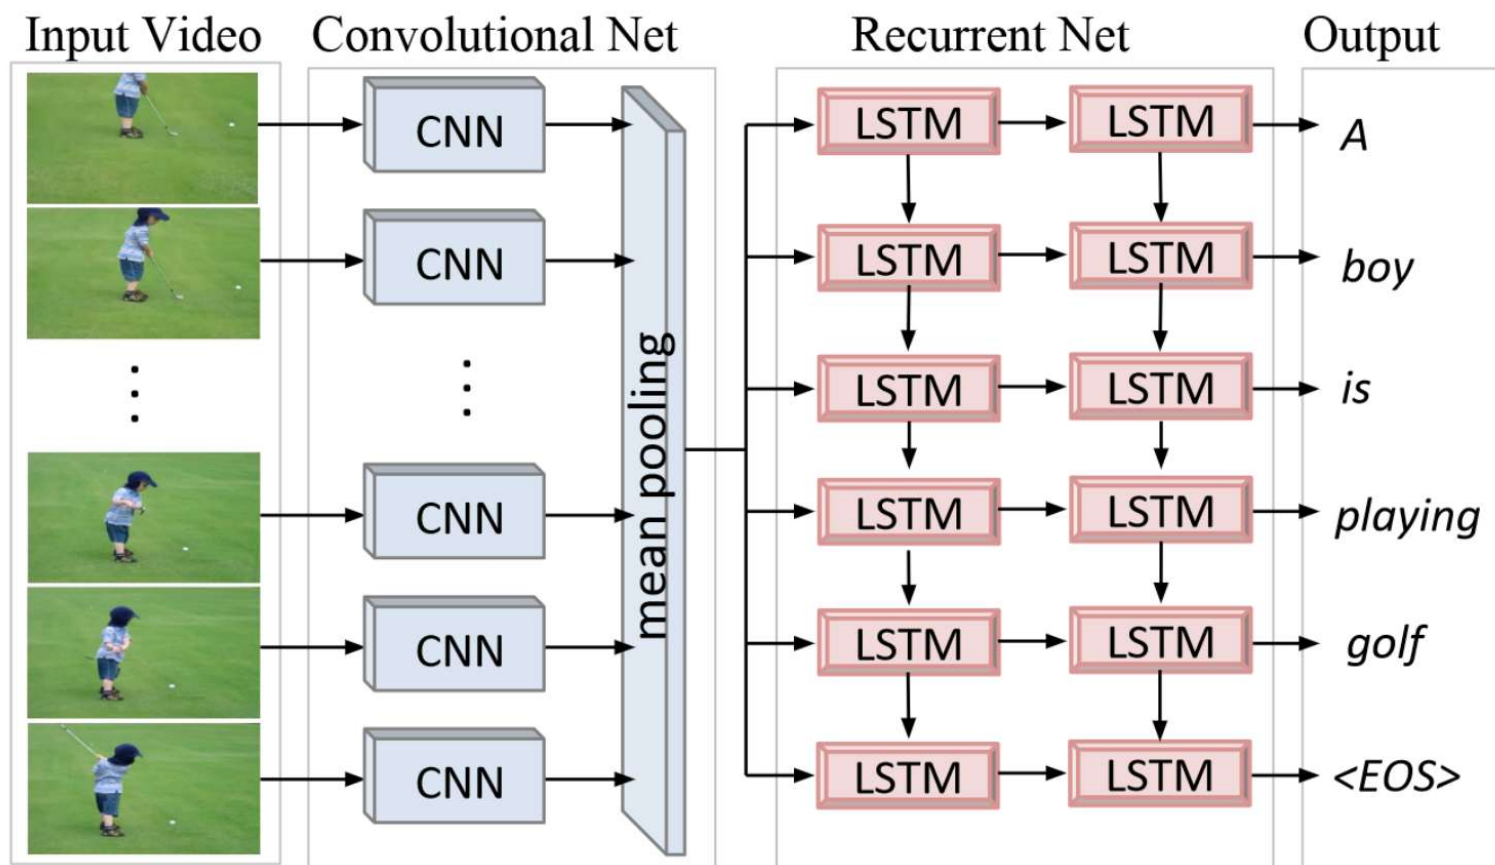 Input Video
Convolutional Net
Recurrent Net
Output
CNN
LSTM
LSTM
A
CNN
LSTM
LSTM
boy
LSTM
LSTM
is
mean pooling
CNN
LSTM
LSTM
playing
CNN
LSTM
LSTM
golf
CNN
LSTM
LSTM
<EOS>